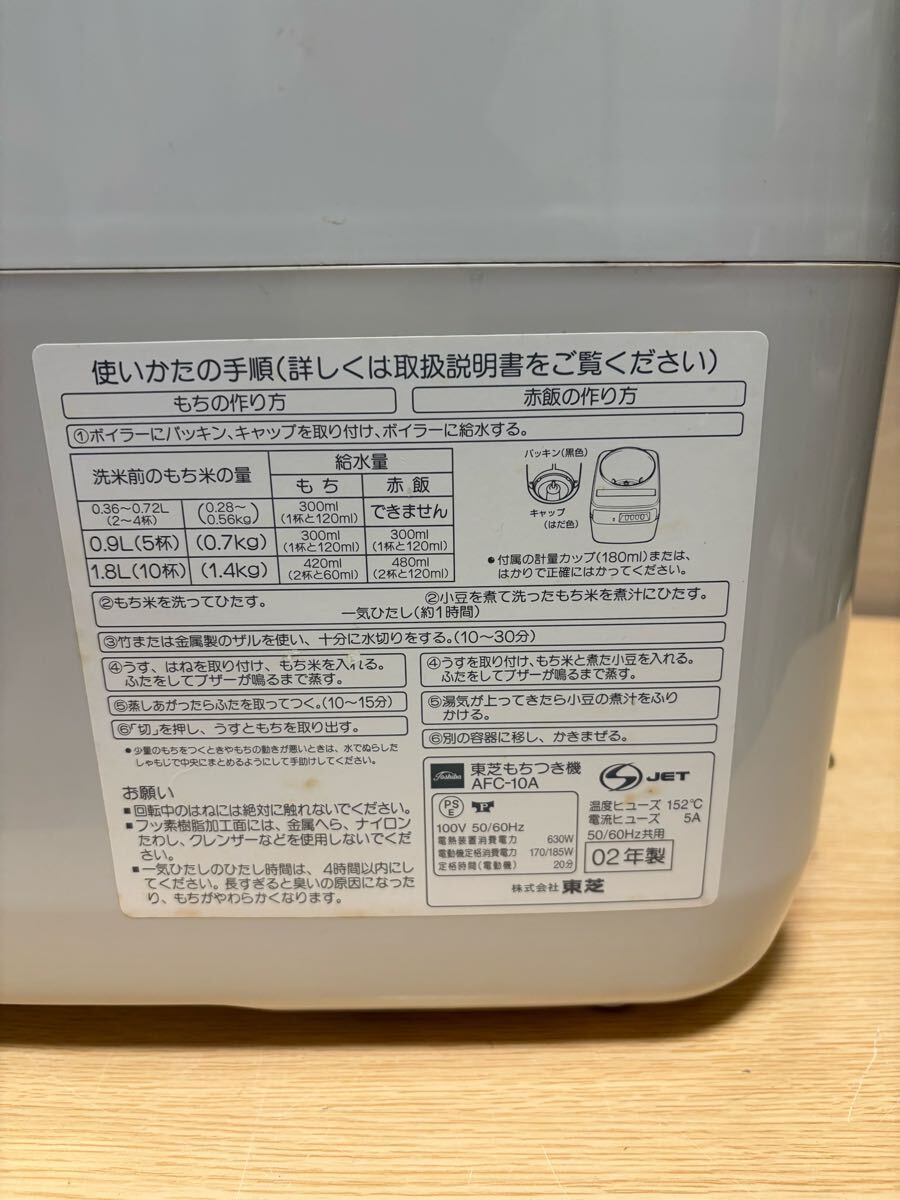 使いかたの手順(詳しくは取扱説明書をご覧ください)
もちの作り方
赤飯の作り方
①ボイラーにパッキン、キャップを取り付け、ボイラーに給水する。
洗米前のもち米の量
給水量
もち
赤飯
0.36〜0.72L
(2〜4杯)
(0.28〜
0.56kg)
300ml
(1杯と120ml)
できません
0.9L(5杯)
(0.7kg)
300ml
(1杯と120ml)
300ml
(1杯と120ml)
1.8L(10杯)
(1.4kg)
420ml
(2杯と60ml)
480ml
(2杯と120ml)
パッキン(黒色)
キャップ
(はだ色)
●付属の計量カップ(180ml)または、
はかりで正確にはかってください。
②もち米を洗ってひたす。
②小豆を煮て洗ったもち米を煮汁にひたす。
一気ひたし(約1時間)
③竹または金属製のザルを使い、十分に水切りをする。(10〜30分)
④うす、はねを取り付け、もち米を入れる。
ふたをしてブザーが鳴るまで蒸す。
⑤蒸しあがったらふたを取ってつく。(10〜15分)
⑥「切」を押し、うすともちを取り出す。
●少量のもちをつくときやもちの動きが悪いときは、水でぬらした
しゃもじで中央にまとめるようにして手助けしてください。
④うすを取り付け、もち米と煮た小豆を入れる。
ふたをしてブザーが鳴るまで蒸す。
⑤湯気が上ってきたら小豆の煮汁をふり
かける。
⑥別の容器に移し、かきまぜる。
お願い
■回転中のはねには絶対に触れないでください。
■フッ素樹脂加工面には、金属へら、ナイロン
たわし、クレンザーなどを使用しないでくだ
さい。
■一気ひたしのひたし時間は、4時間以内にし
てください。長すぎると臭いの原因になった
り、もちがやわらかくなります。
Toshiba
東芝もちつき機
AFC-10A
S JET
PS
E
温度ヒューズ 152℃
電流ヒューズ 5A
50/60Hz共用
100V 50/60Hz
電熱装置消費電力 630W
電動機定格消費電力 170/185W
定格時間(電動機) 20分
02年製
株式会社 東芝